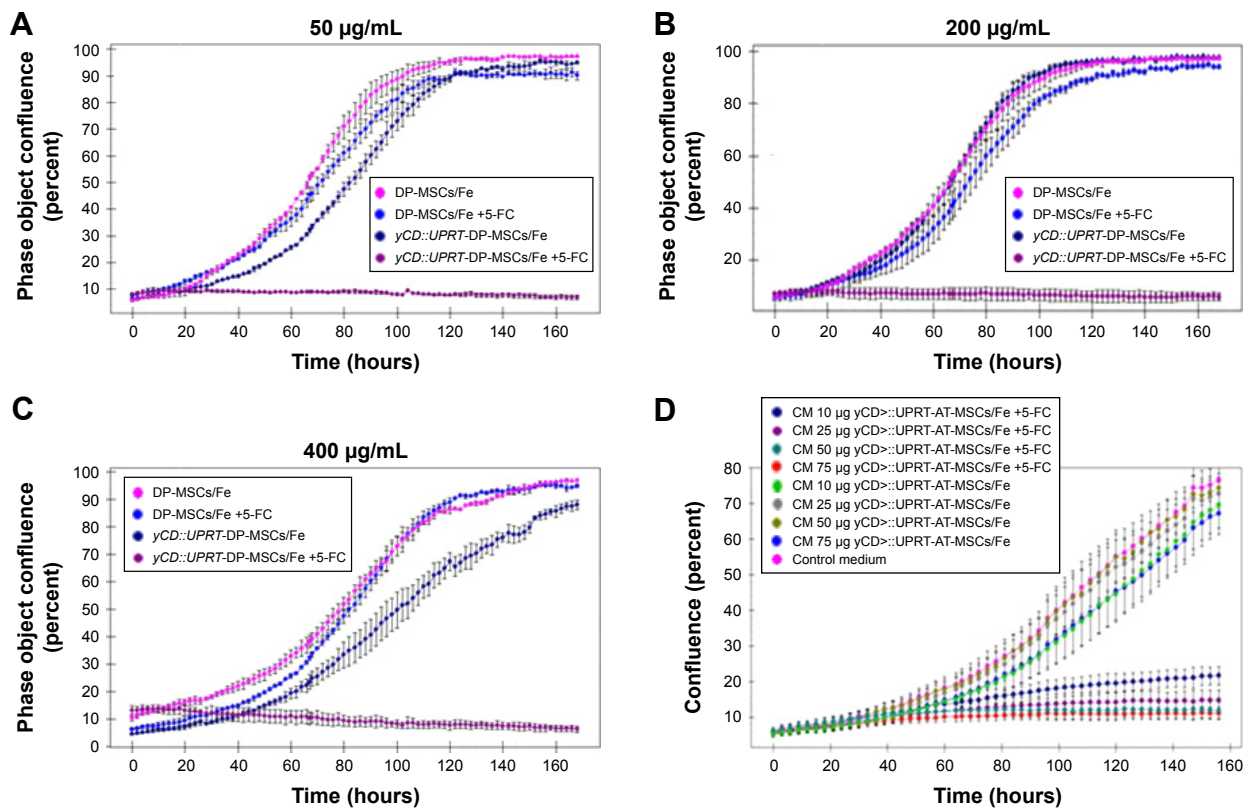 A
50 µg/mL
Phase object confluence
(percent)
100
90
80
70
60
50
40
30
20
10
DP-MSCs/Fe
DP-MSCs/Fe +5-FC
yCD::UPRT-DP-MSCs/Fe
yCD::UPRT-DP-MSCs/Fe +5-FC
0 20 40 60 80 100 120 140 160
Time (hours)
B
200 µg/mL
Phase object confluence
(percent)
100
80
60
40
20
DP-MSCs/Fe
DP-MSCs/Fe +5-FC
yCD::UPRT-DP-MSCs/Fe
yCD::UPRT-DP-MSCs/Fe +5-FC
0 20 40 60 80 100 120 140 160
Time (hours)
C
400 µg/mL
Phase object confluence
(percent)
100
90
80
70
60
50
40
30
20
10
0
DP-MSCs/Fe
DP-MSCs/Fe +5-FC
yCD::UPRT-DP-MSCs/Fe
yCD::UPRT-DP-MSCs/Fe +5-FC
0 20 40 60 80 100 120 140 160
Time (hours)
D
CM 10 µg yCD>::UPRT-AT-MSCs/Fe +5-FC
CM 25 µg yCD>::UPRT-AT-MSCs/Fe +5-FC
CM 50 µg yCD>::UPRT-AT-MSCs/Fe +5-FC
CM 75 µg yCD>::UPRT-AT-MSCs/Fe +5-FC
CM 10 µg yCD>::UPRT-AT-MSCs/Fe
CM 25 µg yCD>::UPRT-AT-MSCs/Fe
CM 50 µg yCD>::UPRT-AT-MSCs/Fe
CM 75 µg yCD>::UPRT-AT-MSCs/Fe
Control medium
Confluence (percent)
80
70
60
50
40
30
20
10
0 20 40 60 80 100 120 140 160
Time (hours)